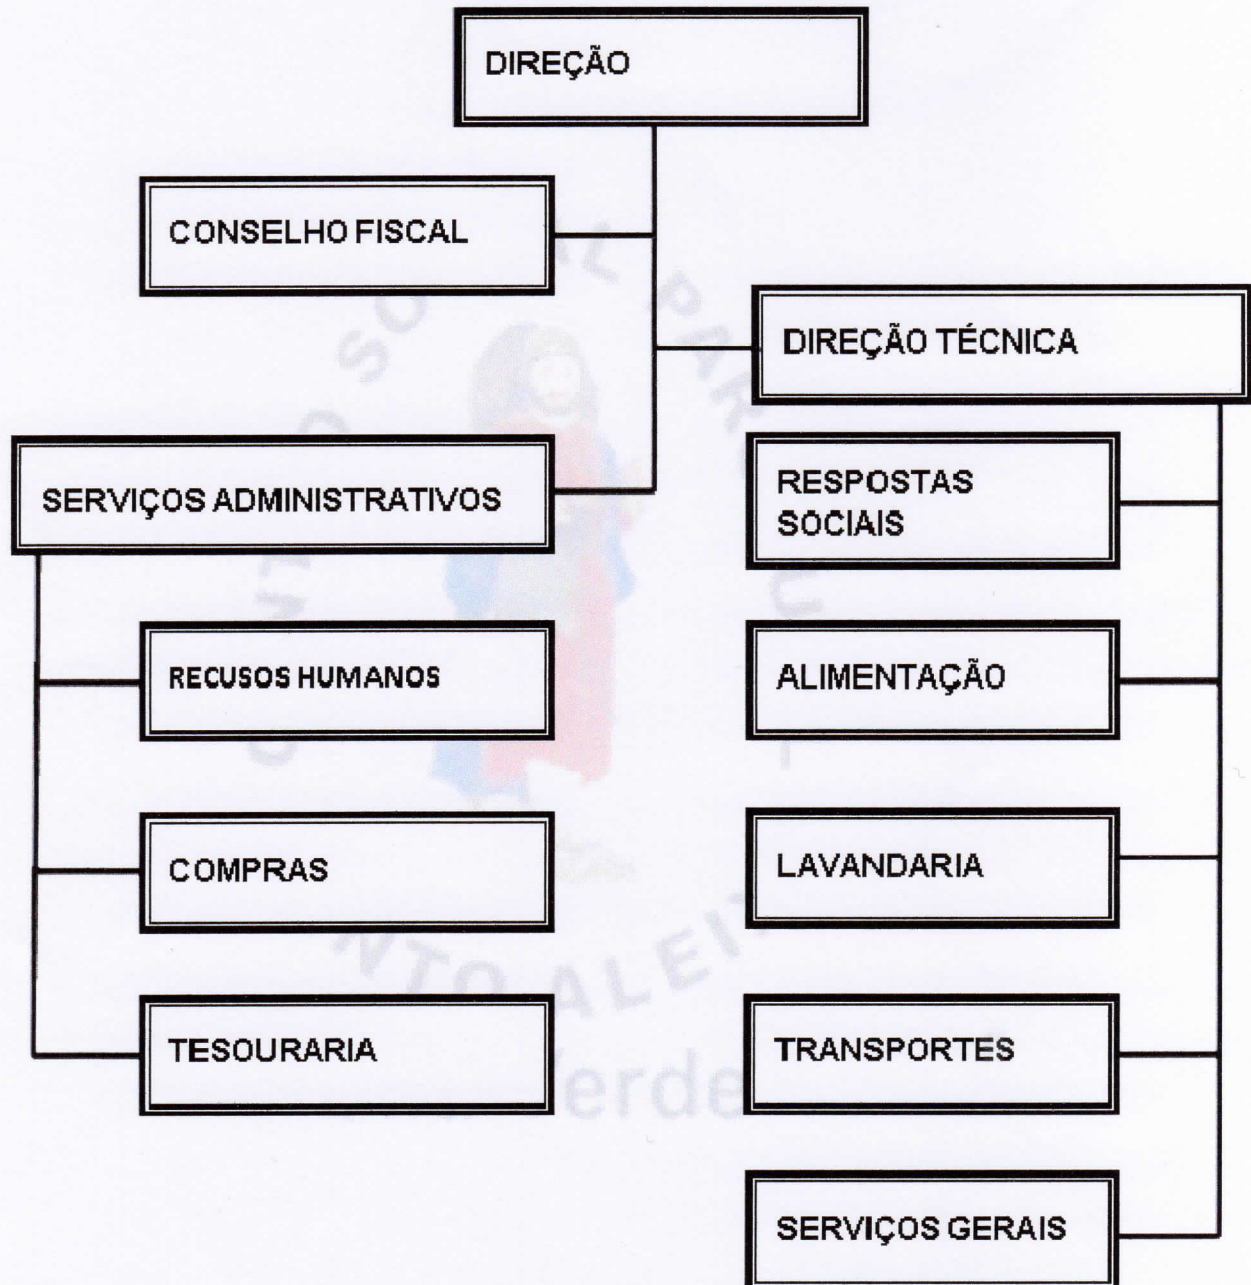 DIREÇÃO
CONSELHO FISCAL
DIREÇÃO TÉCNICA
SERVIÇOS ADMINISTRATIVOS
RESPOSTAS
SOCIAIS
RECUSOS HUMANOS
ALIMENTAÇÃO
COMPRAS
LAVANDARIA
TESOURARIA
TRANSPORTES
SERVIÇOS GERAIS